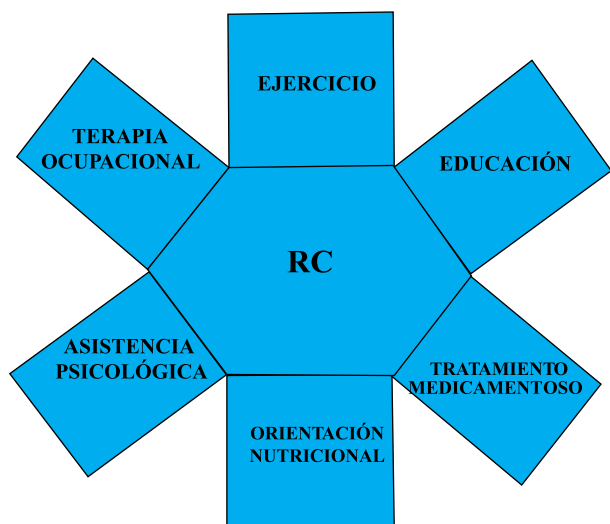 EJERCICIO
EDUCACIÓN
TRATAMIENTO
MEDICAMENTOSO
ORIENTACIÓN
NUTRICIONAL
ASISTENCIA
PSICOLÓGICA
TERAPIA
OCUPACIONAL
RC